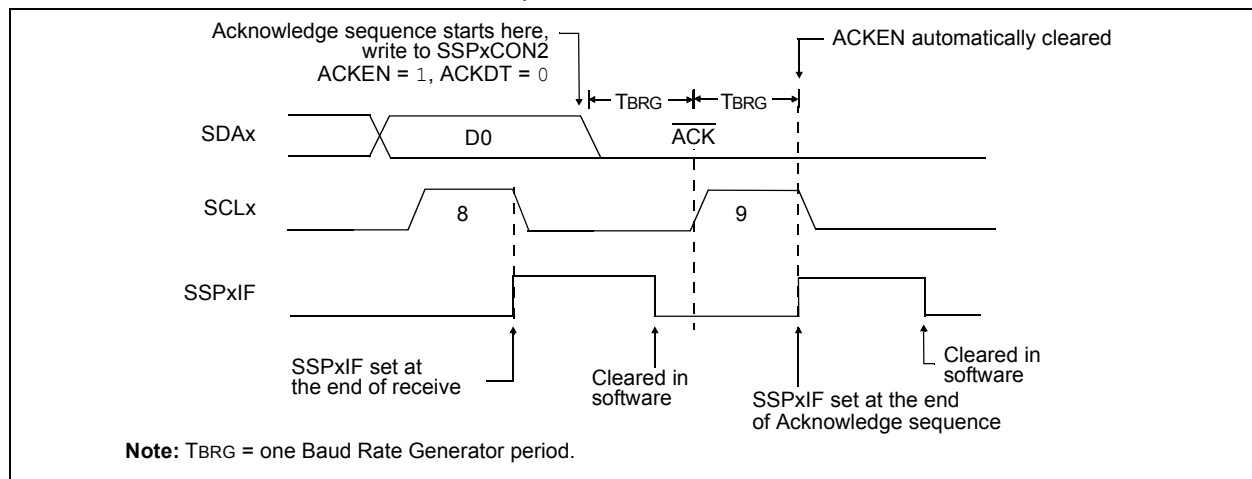 Acknowledge sequence starts here,
write to SSPxCON2
ACKEN = 1, ACKDT = 0
ACKEN automatically cleared
TBRG
TBRG
SDAx
D0
ACK
SCLx
8
9
SSPxIF
SSPxIF set at
the end of receive
Cleared in
software
SSPxIF set at the end
of Acknowledge sequence
Cleared in
software
Note: TBRG = one Baud Rate Generator period.